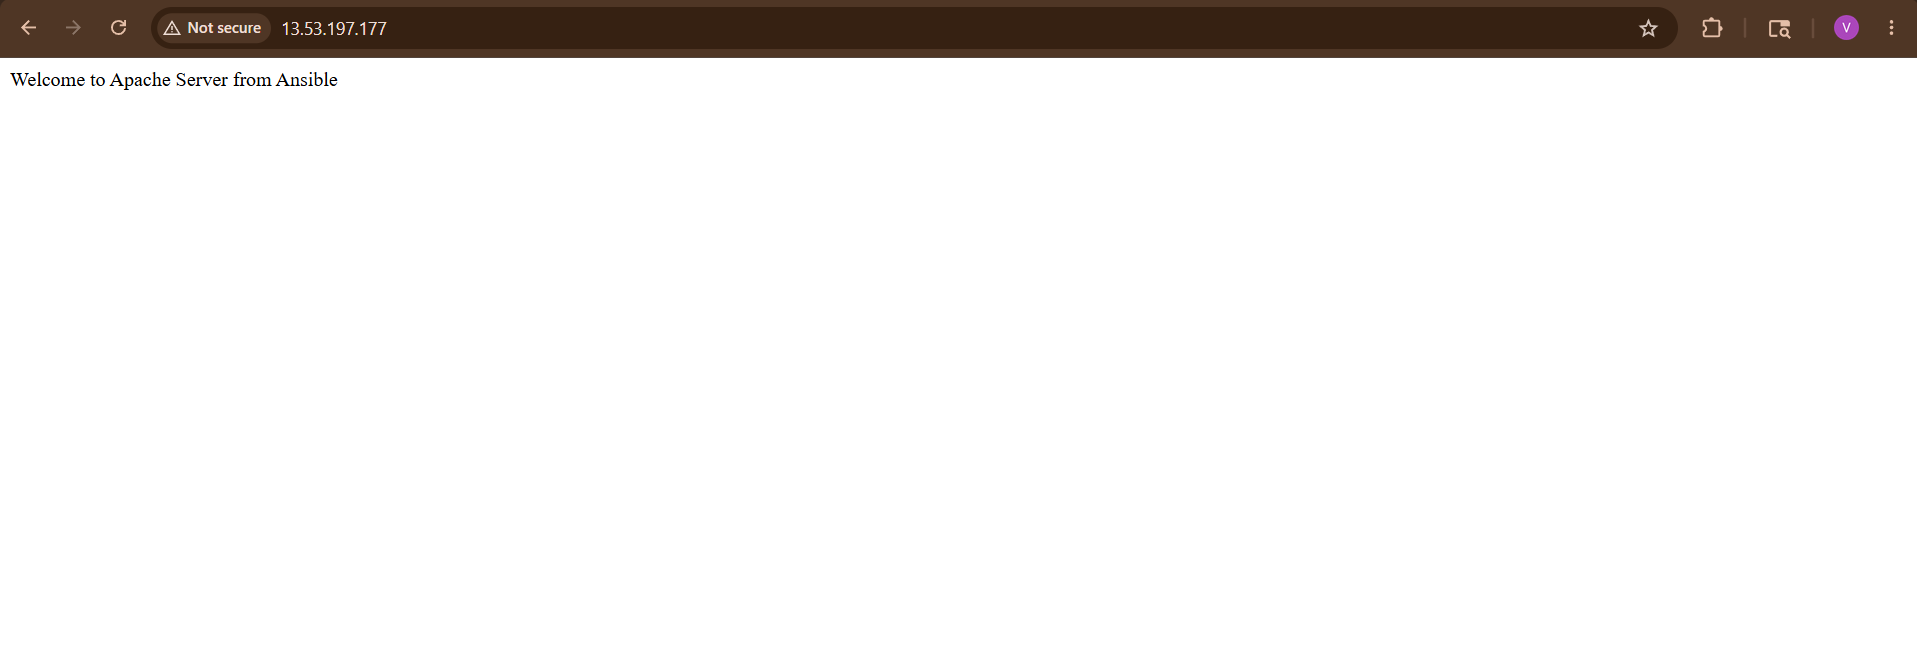 Not secure 13.53.197.177 V
Welcome to Apache Server from Ansible